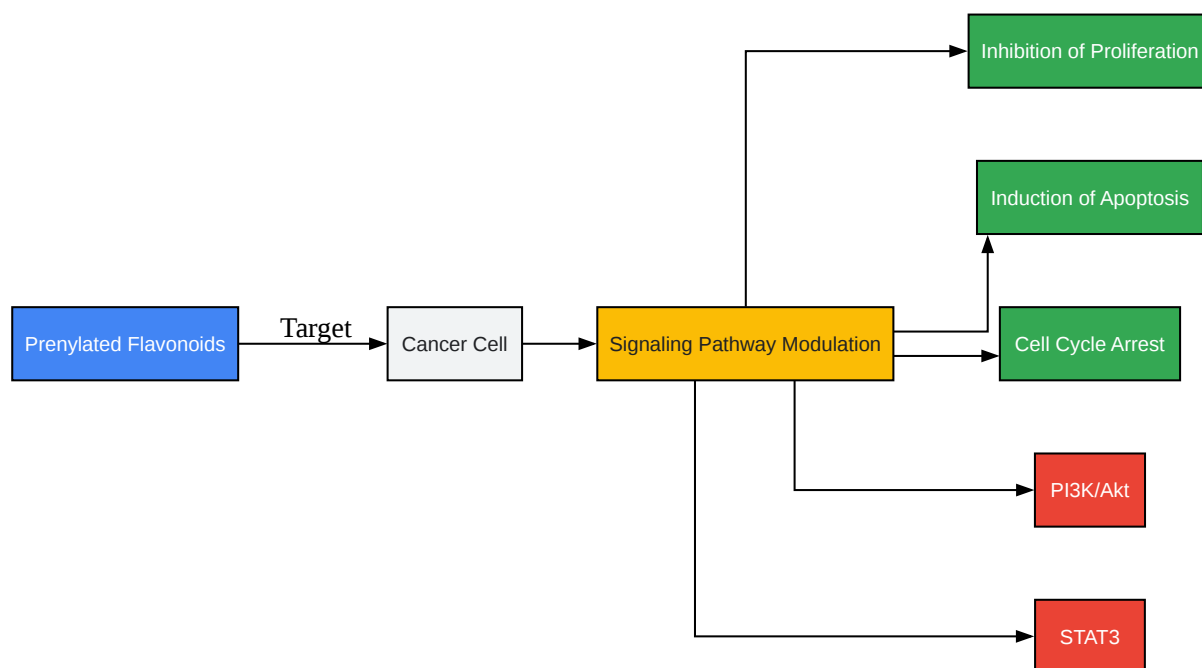 Inhibition of Proliferation
Induction of Apoptosis
Prenylated Flavonoids
Target
Cancer Cell
Signaling Pathway Modulation
Cell Cycle Arrest
PI3K/Akt
STAT3